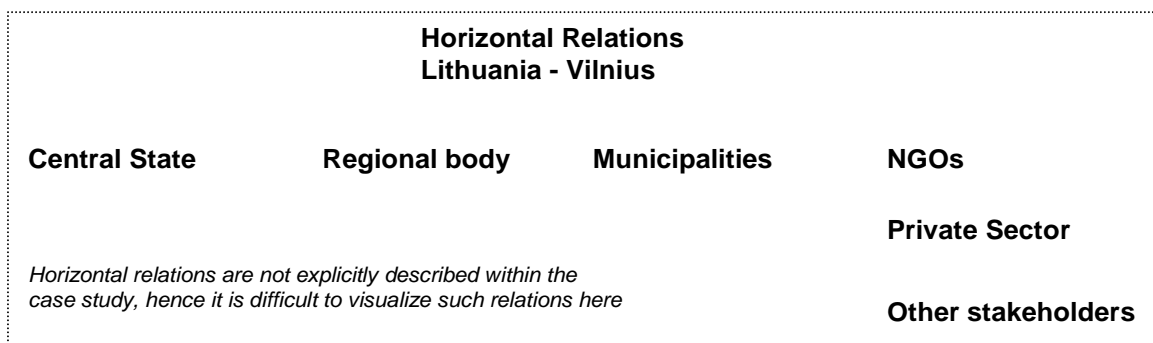 Horizontal Relations
Lithuania - Vilnius
Central State Regional body Municipalities NGOs
Private Sector
Horizontal relations are not explicitly described within the
case study, hence it is difficult to visualize such relations here
Other stakeholders